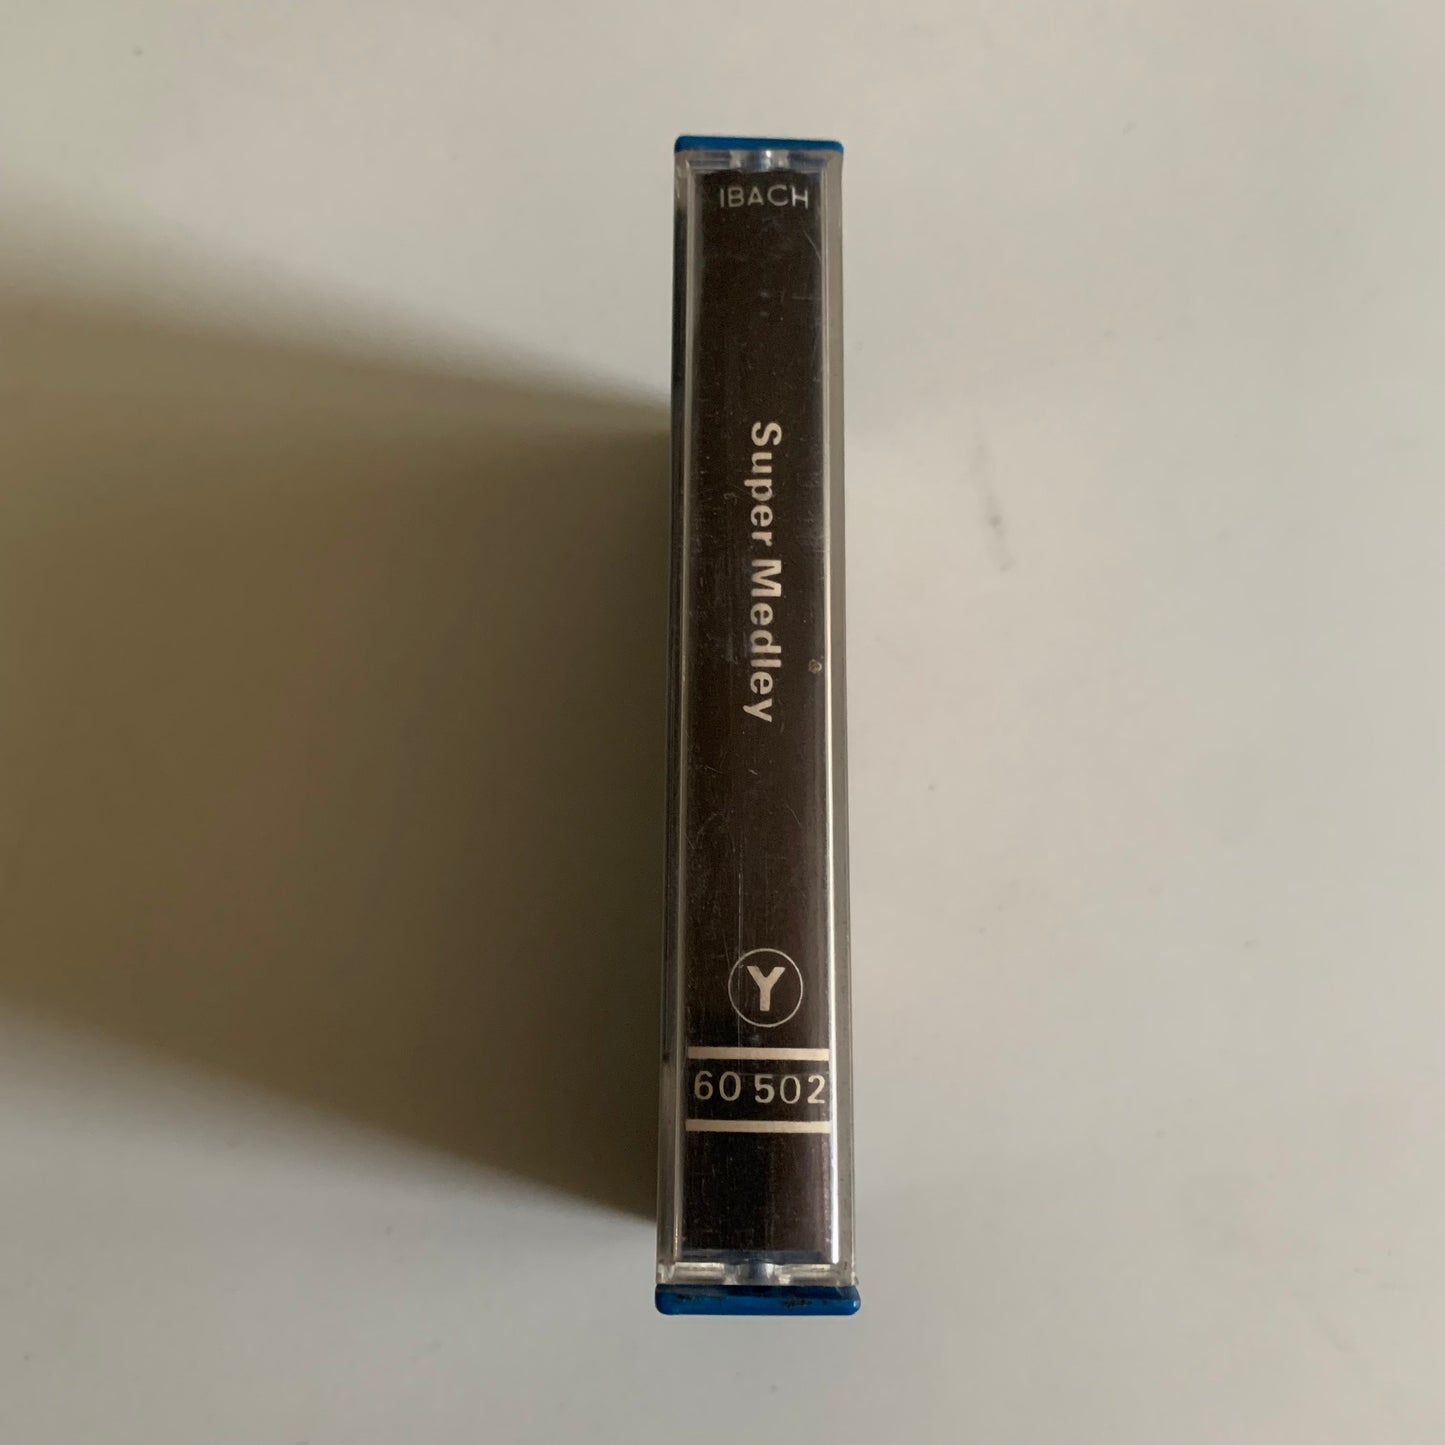 IBACH
Super Medley
Y
60 502